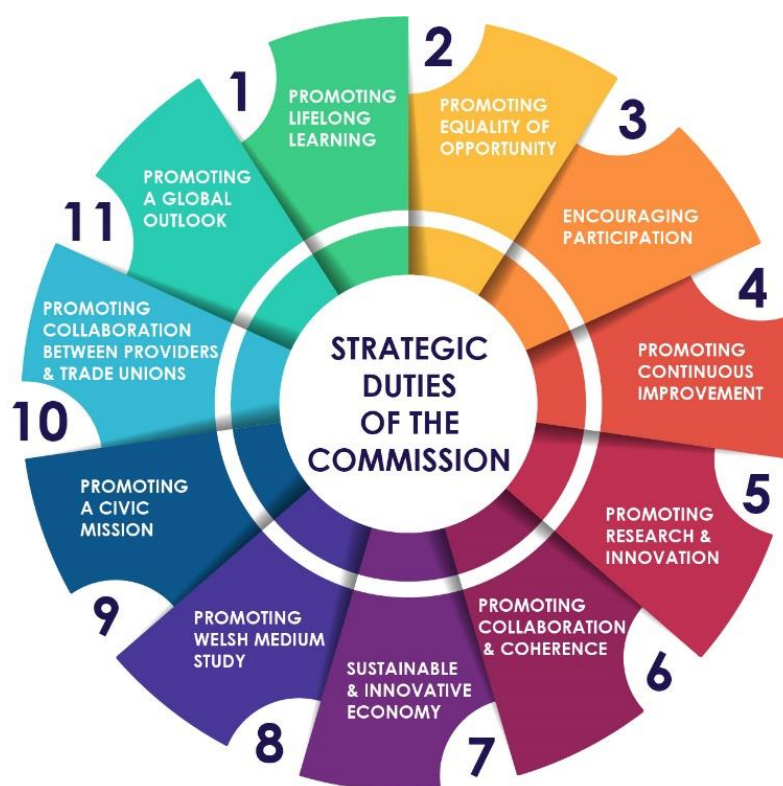 STRATEGIC
DUTIES
OF THE
COMMISSION
1
PROMOTING
LIFELONG
LEARNING
2
PROMOTING
EQUALITY OF
OPPORTUNITY
3
ENCOURAGING
PARTICIPATION
4
PROMOTING
CONTINUOUS
IMPROVEMENT
5
PROMOTING
RESEARCH &
INNOVATION
6
PROMOTING
COLLABORATION
& COHERENCE
7
SUSTAINABLE
& INNOVATIVE
ECONOMY
8
PROMOTING
WELSH MEDIUM
STUDY
9
PROMOTING
A CIVIC
MISSION
10
PROMOTING
COLLABORATION
BETWEEN PROVIDERS
& TRADE UNIONS
11
PROMOTING
A GLOBAL
OUTLOOK